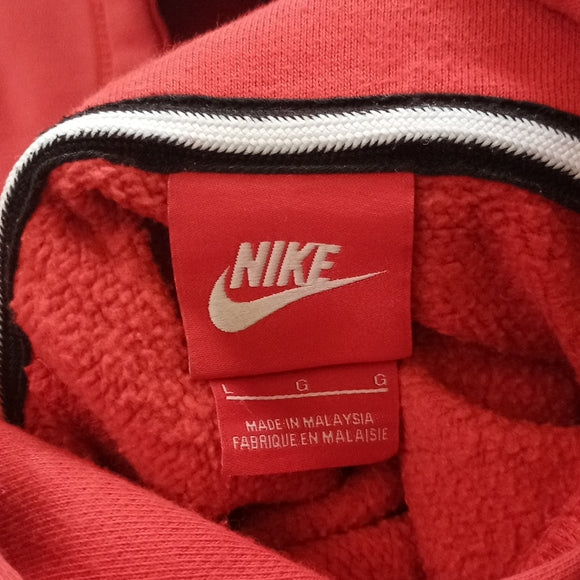 NIKE
L G G
MADE IN MALAYSIA
FABRIQUE EN MALAISIE